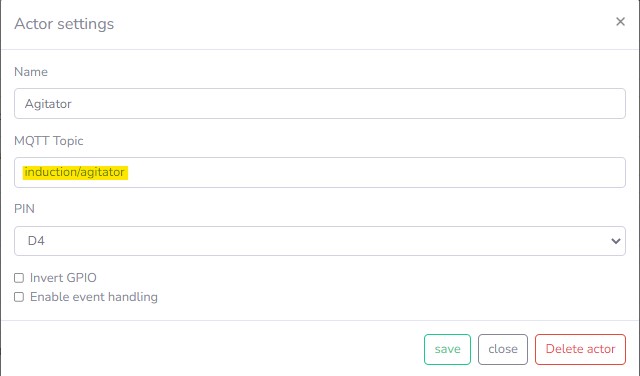 Actor settings ×
Name
Agitator
MQTT Topic
induction/agitator
PIN
D4
Invert GPIO
Enable event handling
save close Delete actor